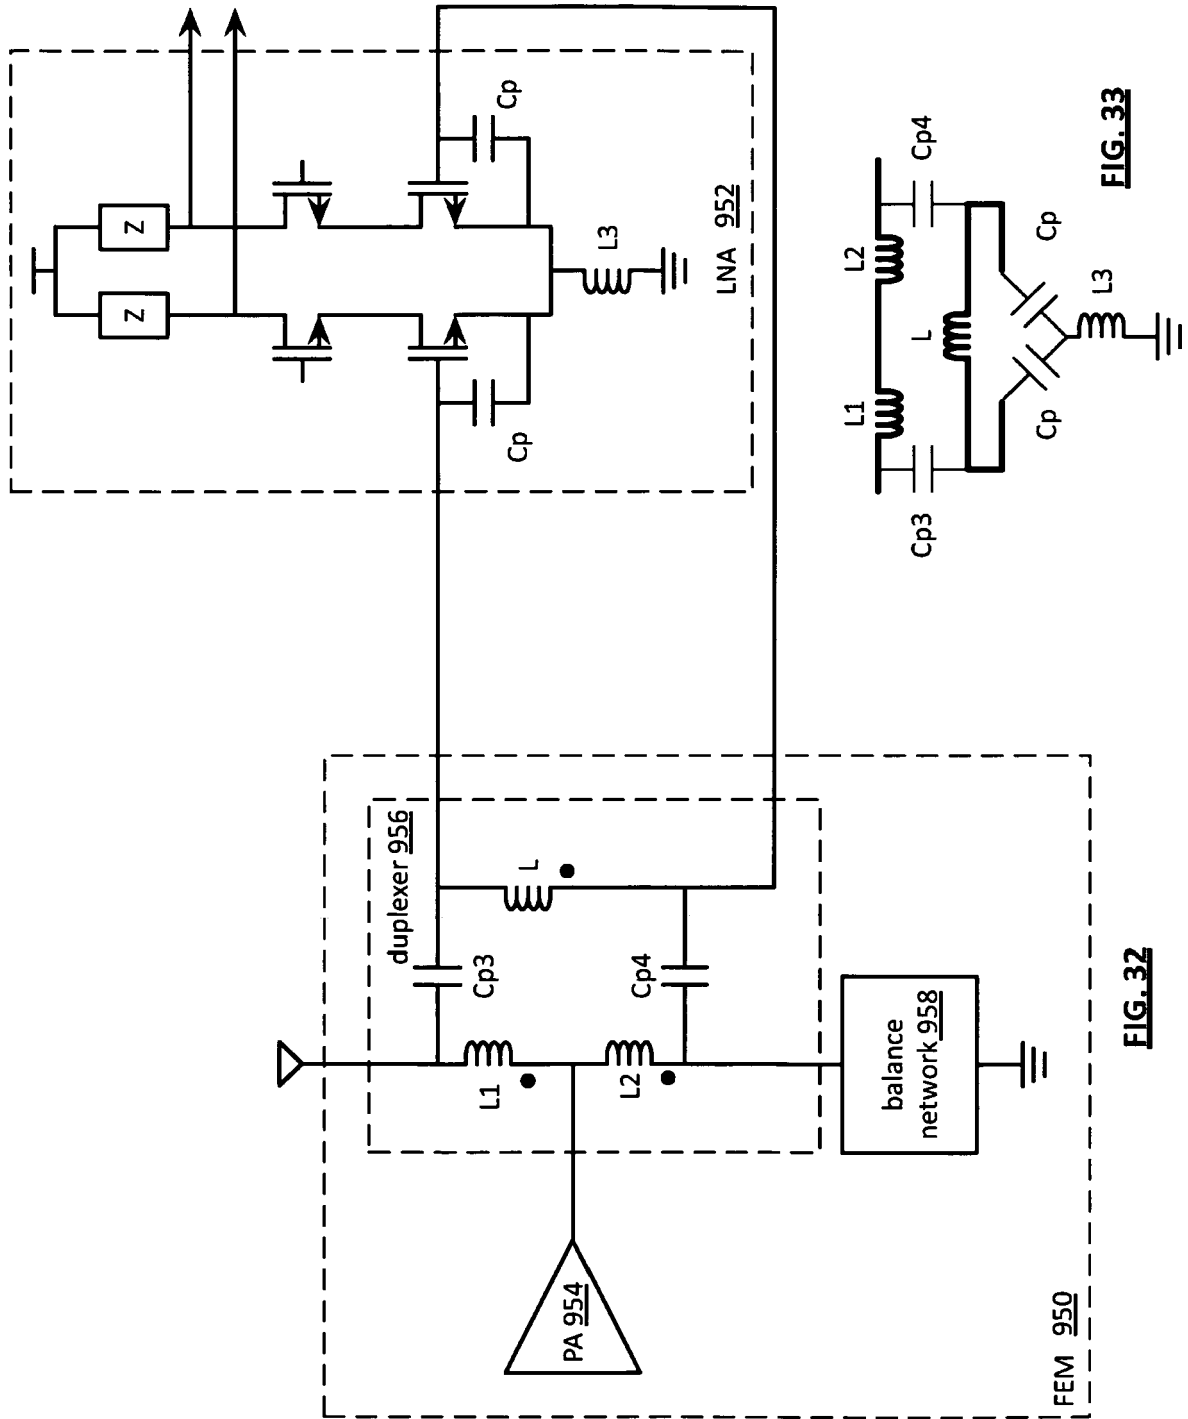 Z
Z
Cp
Cp
L3
LNA 952
L1
L2
L
Cp3
Cp4
Cp
Cp
L3
FIG. 33
duplexer 956
Cp3
L
Cp4
L1
L2
PA 954
balance
network 958
FEM 950
FIG. 32